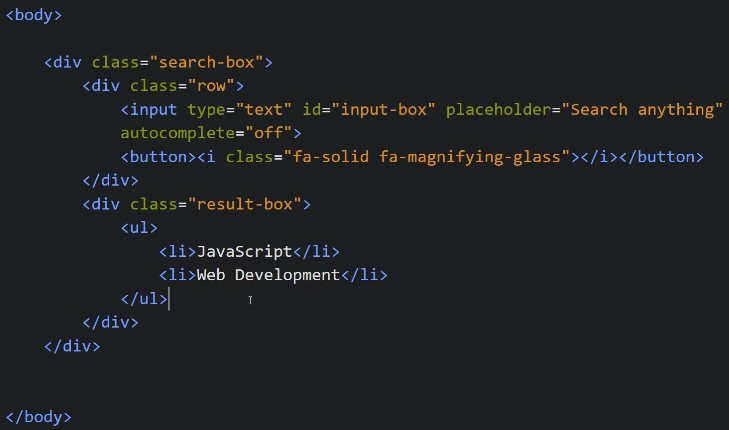 <body>
<div class="search-box">
<div class="row">
<input type="text" id="input-box" placeholder="Search anything"
autocomplete="off">
<button><i class="fa-solid fa-magnifying-glass"></i></button>
</div>
<div class="result-box">
<ul>
<li>JavaScript</li>
<li>Web Development</li>
</ul>
</div>
</div>
</body>